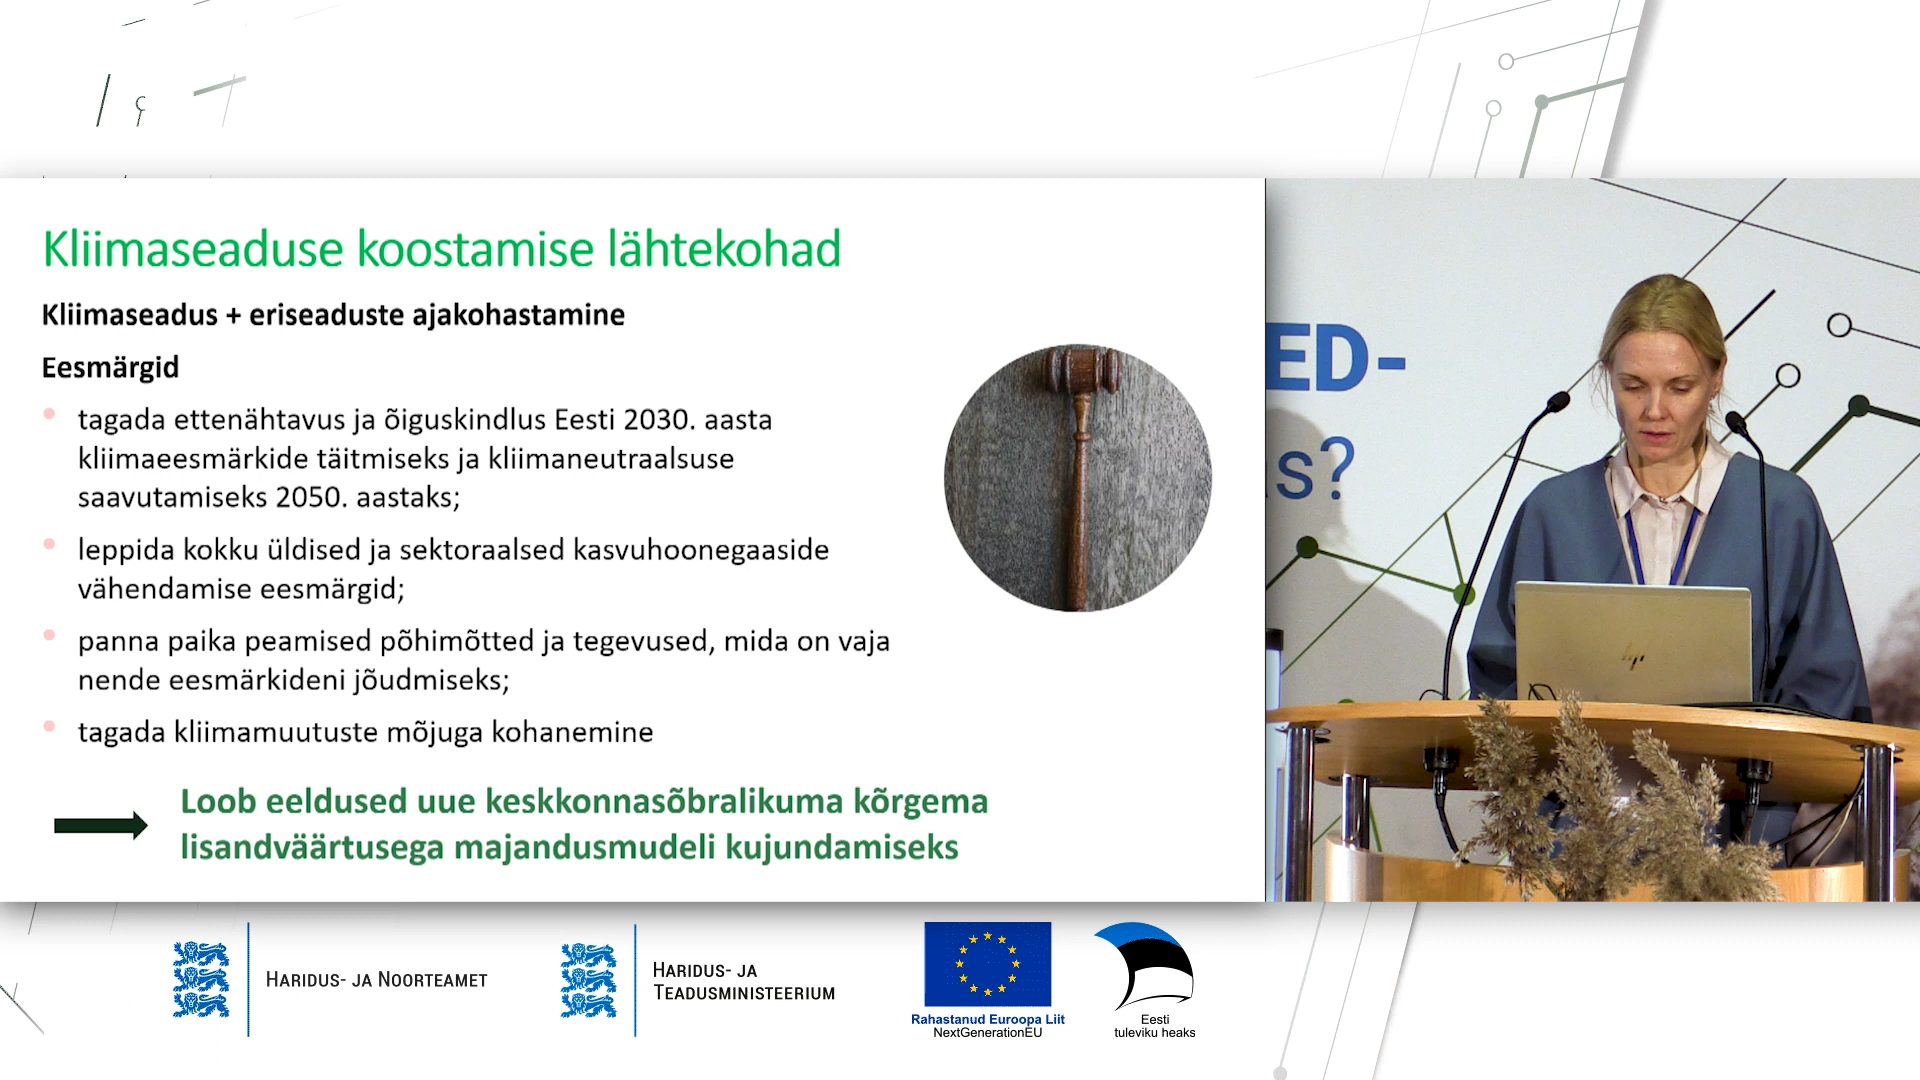 Kliimaseaduse koostamise lähtekohad
Kliimaseadus + eriseaduste ajakohastamine
Eesmärgid
tagada ettenähtavus ja õiguskindlus Eesti 2030. aasta
kliimaeesmärkide täitmiseks ja kliimaneutraalsuse
saavutamiseks 2050. aastaks;
leppida kokku üldised ja sektoraalsed kasvuhoonegaaside
vähendamise eesmärgid;
panna paika peamised põhimõtted ja tegevused, mida on vaja
nende eesmärkideni jõudmiseks;
tagada kliimamuutuste mõjuga kohanemine
Loob eeldused uue keskkonnasõbralikuma kõrgema
lisandväärtusega majandusmudeli kujundamiseks
ED-
s?
hp
HARIDUS- JA NOORTEAMET
HARIDUS- JA
TEADUSMINISTEERIUM
Rahastanud Euroopa Liit
NextGenerationEU
Eesti
tuleviku heaks